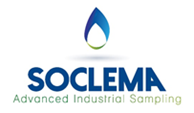 SOCLEMA
Advanced Industrial Sampling